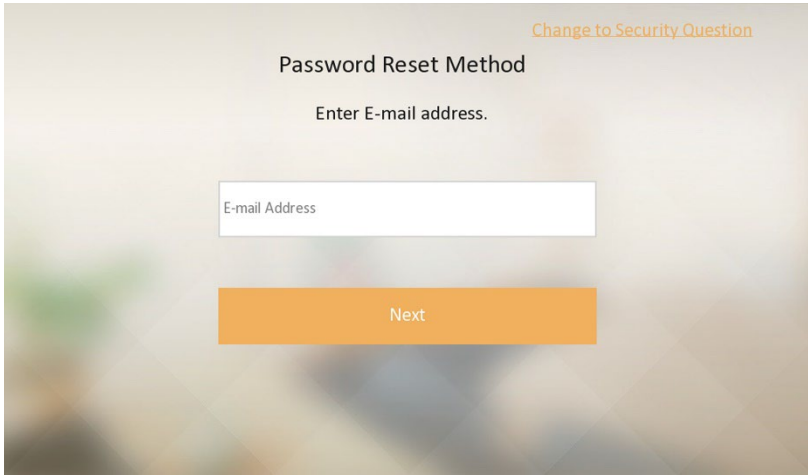 Change to Security Question
Password Reset Method
Enter E-mail address.
E-mail Address
Next